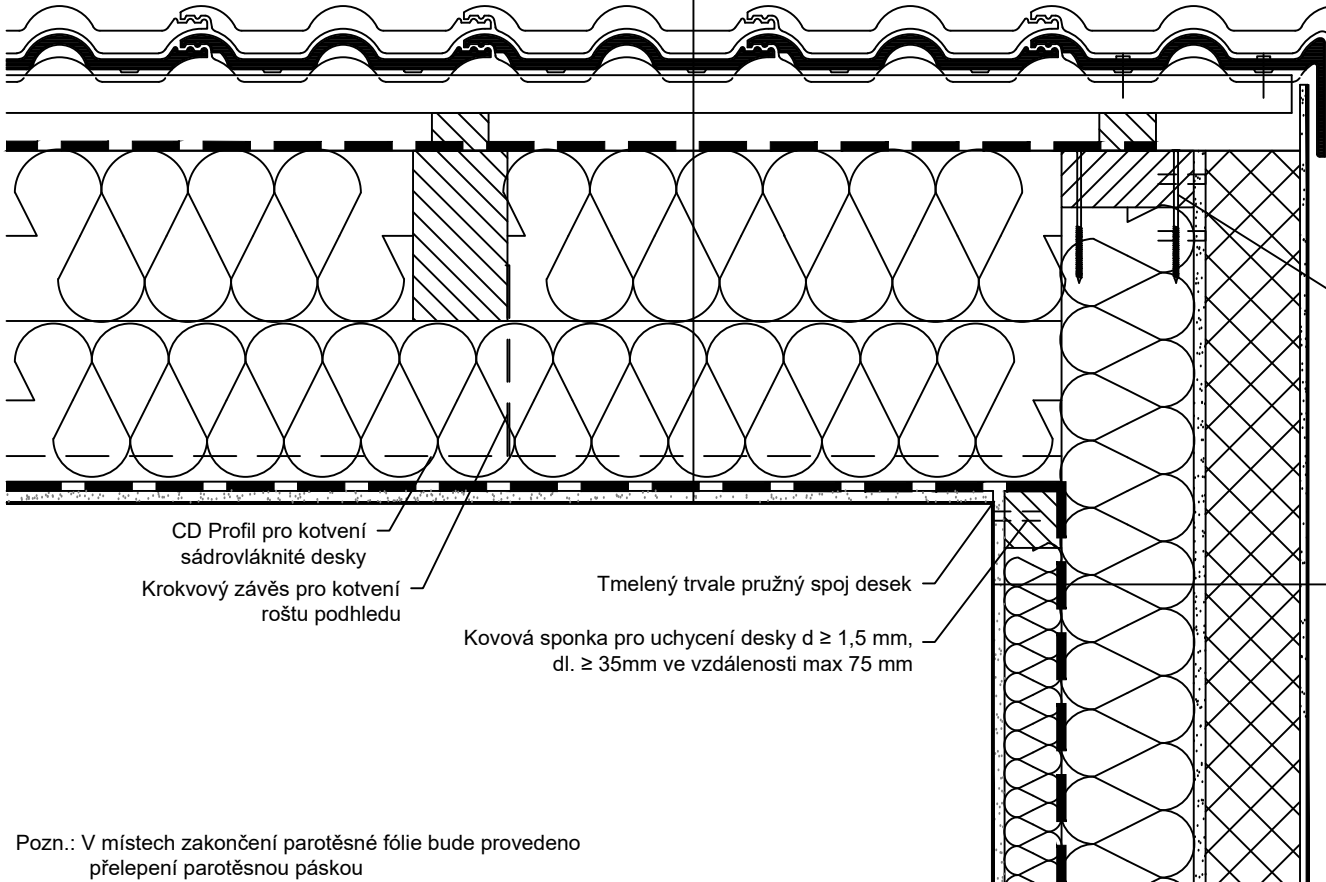 CD Profil pro kotvení
sádrovláknité desky
Krokvový závěs pro kotvení
roštu podhledu
Tmelený trvale pružný spoj desek
Kovová sponka pro uchycení desky d ≥ 1,5 mm,
dl. ≥ 35mm ve vzdálenosti max 75 mm
Pozn.: V místech zakončení parotěsné fólie bude provedeno
přelepení parotěsnou páskou